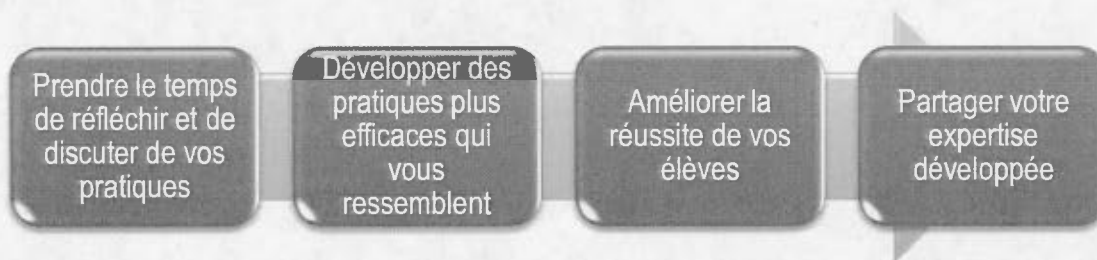 Prendre le temps
de réfléchir et de
discuter de vos
pratiques
Développer des
pratiques plus
efficaces qui
vous
ressemblent
Améliorer la
réussite de vos
élèves
Partager votre
expertise
développée